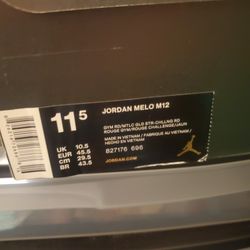 11 5
UK 10.5
EUR 45.5
cm 29.5
BR 43.5
JORDAN MELO M12
GYM RD/MTLC GLD STR-CHLLNG RD
ROUGE GYM/ROUGE CHALLENGE/JAUN
MADE IN VIETNAM / FABRIQUE AU VIETNAM /
HECHO EN VIETNAM
827176 696
JORDAN.COM